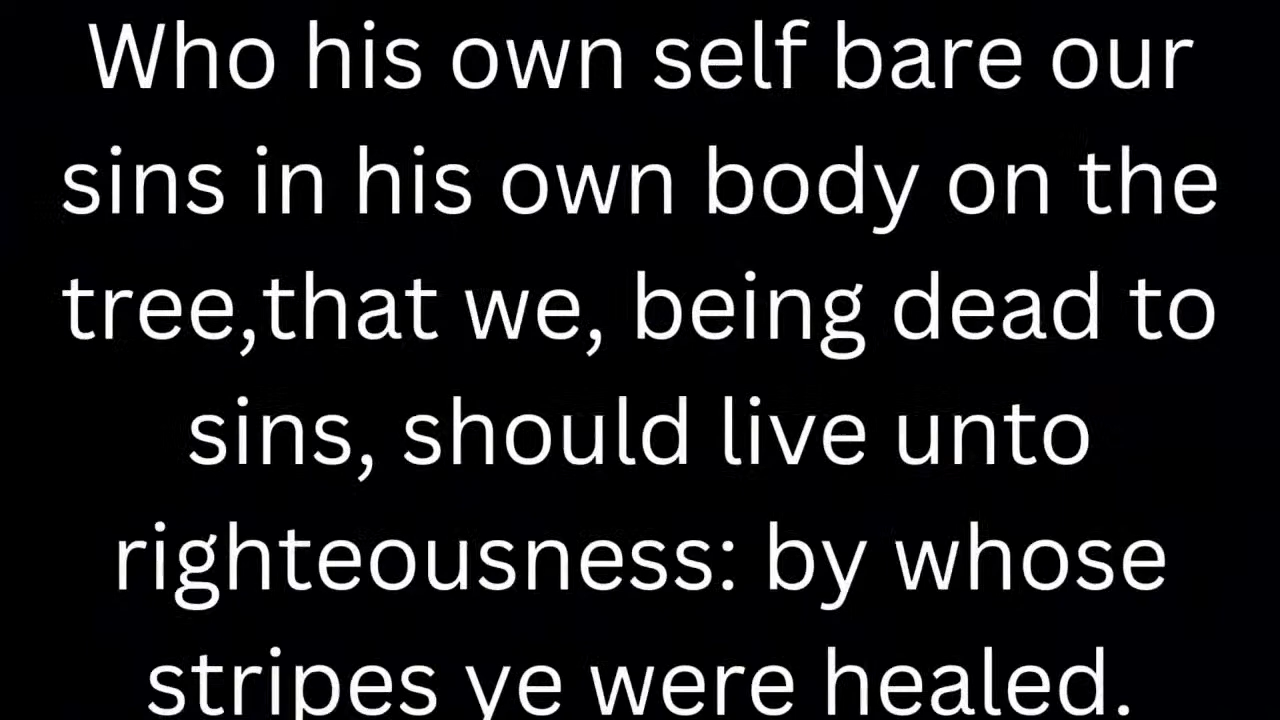 Who his own self bare our
sins in his own body on the
tree,that we, being dead to
sins, should live unto
righteousness: by whose
stripes ye were healed.